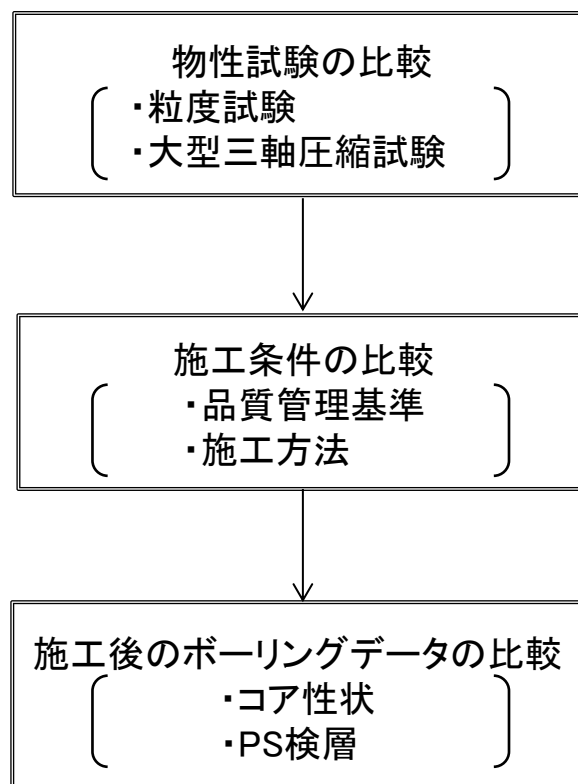 物性試験の比較
・粒度試験
・大型三軸圧縮試験
施工条件の比較
・品質管理基準
・施工方法
施工後のボーリングデータの比較
・コア性状
・PS検層